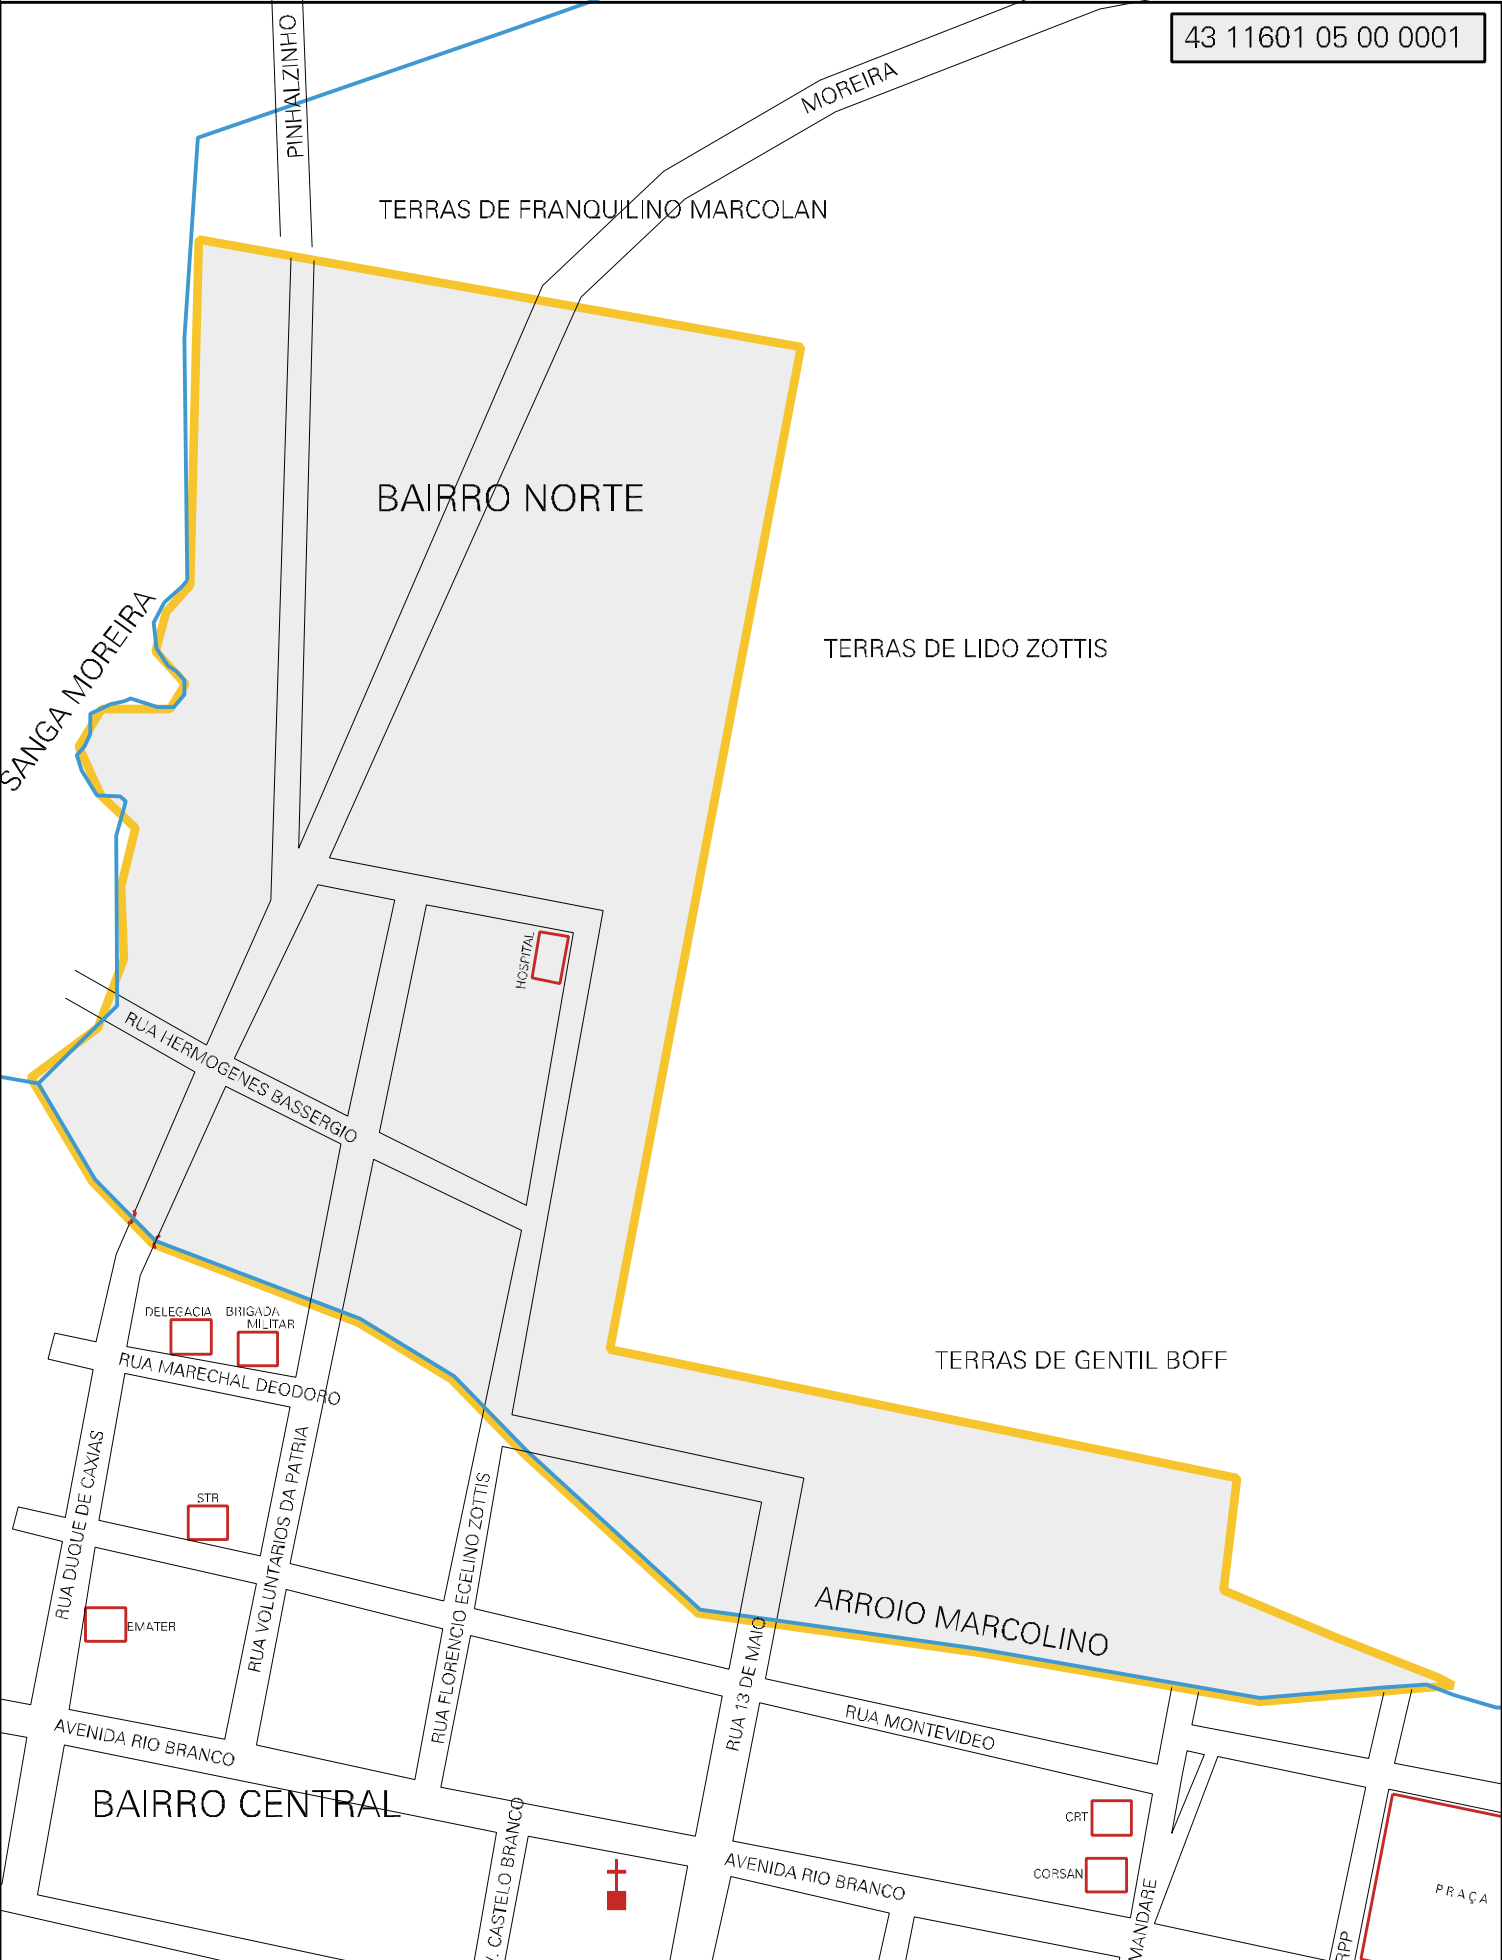 43 11601 05 00 0001
PINHALZINHO
MOREIRA
TERRAS DE FRANQUILINO MARCOLAN
BAIRRO NORTE
SANGA MOREIRA
TERRAS DE LIDO ZOTTIS
HOSPITAL
RUA HERMOGENES BASSERGIO
DELEGACIA
BRIGADA
MILITAR
RUA MARECHAL DEODORO
TERRAS DE GENTIL BOFF
RUA DUQUE DE CAXIAS
STR
RUA VOLUNTARIOS DA PATRIA
RUA FLORENCIO ECELINO ZOTTIS
EMATER
ARROIO MARCOLINO
RUA 13 DE MAIO
RUA MONTEVIDEO
AVENIDA RIO BRANCO
BAIRRO CENTRAL
CRT
CORSAN
AVENIDA RIO BRANCO
. CASTELO BRANCO
MANDARE
PRAÇA
RPP